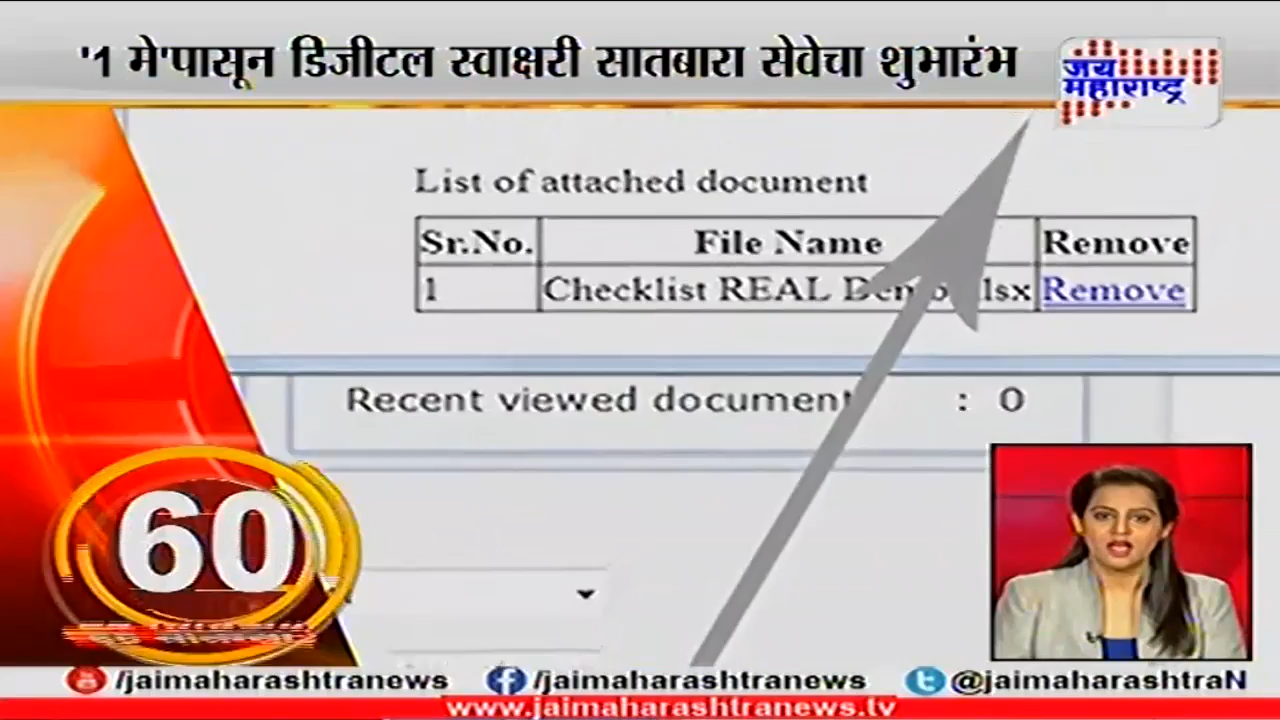 '1 मे'पासून डिजीटल स्वाक्षरी सातबारा सेवेचा शुभारंभ
जय
महाराष्ट्र
List of attached document
Sr.No. File Name Remove
1 Checklist REAL Remove
Recent viewed document : 0
60
/jaimaharashtranews /jaimaharashtranews @jaimaharashtraN
www.jaimaharashtranews.tv